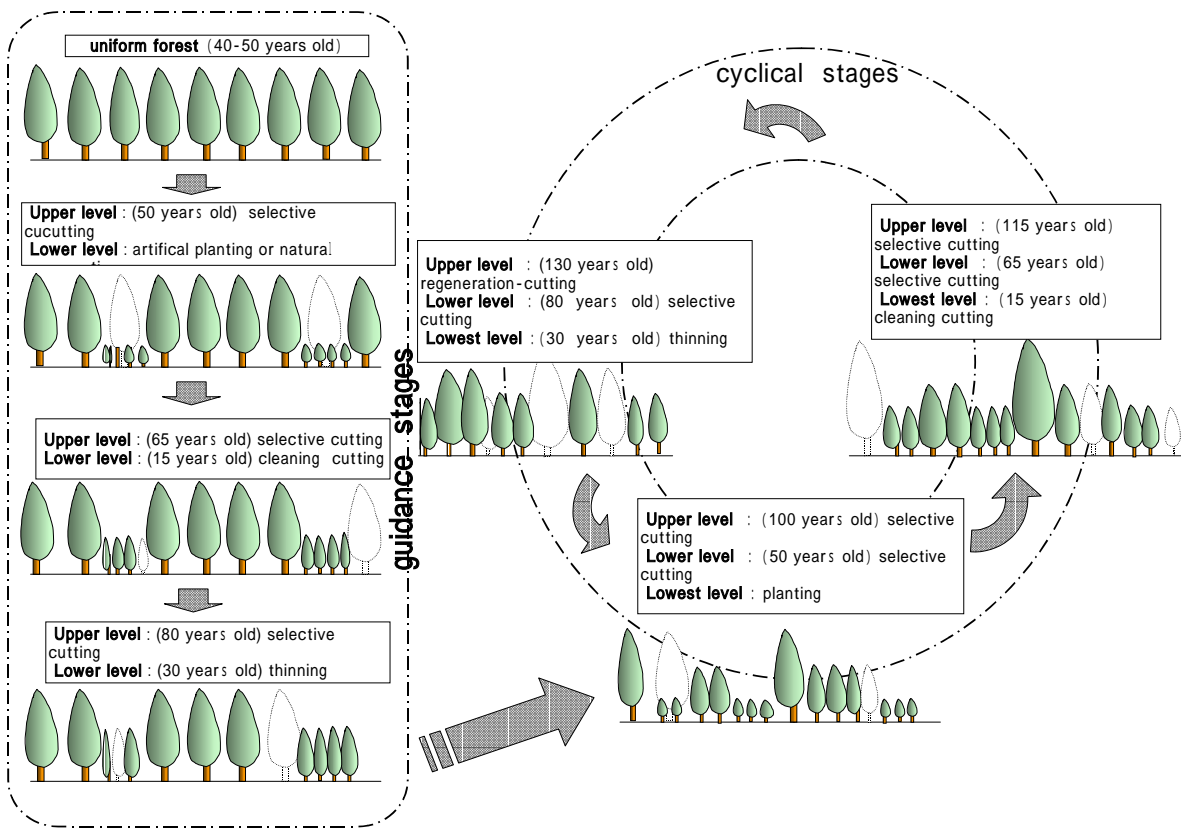 uniform forest (40-50 years old)
Upper level : (50 years old) selective
cucutting
Lower level : artifical planting or natural
Upper level : (65 years old) selective cutting
Lower level : (15 years old) cleaning cutting
Upper level : (80 years old) selective
cutting
Lower level : (30 years old) thinning
guidance stages
cyclical stages
Upper level : (130 years old)
regeneration-cutting
Lower level : (80 years old) selective
cutting
Lowest level : (30 years old) thinning
Upper level : (115 years old)
selective cutting
Lower level : (65 years old)
selective cutting
Lowest level : (15 years old)
cleaning cutting
Upper level : (100 years old) selective
cutting
Lower level : (50 years old) selective
cutting
Lowest level : planting